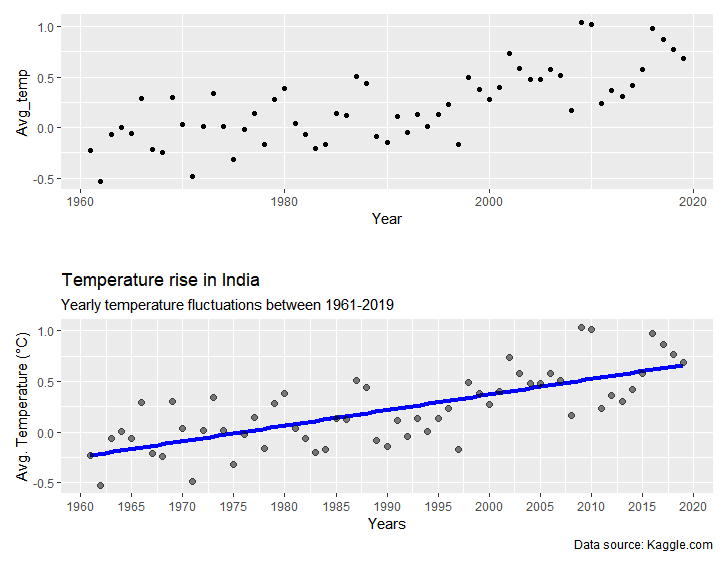 1.0
0.5
0.0
-0.5
Avg_temp
1960
1980
2000
2020
Year
Temperature rise in India
Yearly temperature fluctuations between 1961-2019
1.0
0.5
0.0
-0.5
Avg. Temperature (°C)
1960 1965 1970 1975 1980 1985 1990 1995 2000 2005 2010 2015 2020
Years
Data source: Kaggle.com